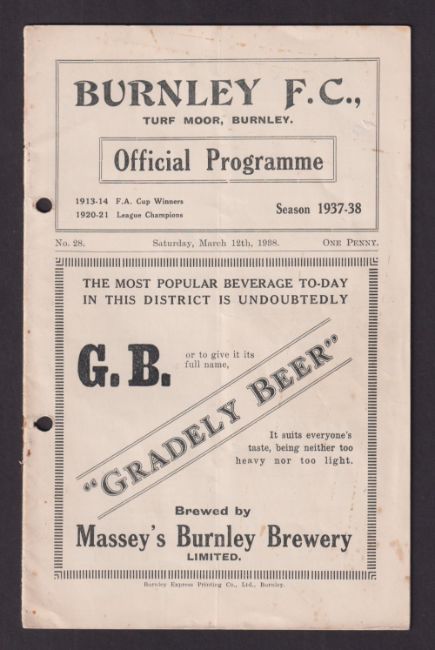 BURNLEY F.C.,
TURF MOOR, BURNLEY.
Official Programme
1913-14 F.A. Cup Winners
1920-21 League Champions
Season 1937-38
No. 28. Saturday, March 12th, 1938. ONE PENNY.
THE MOST POPULAR BEVERAGE TO-DAY
IN THIS DISTRICT IS UNDOUBTEDLY
G.B. or to give it its
full name,
"GRADELY BEER"
It suits everyone's
taste, being neither too
heavy nor too light.
Brewed by
Massey's Burnley Brewery
LIMITED.
Burnley Express Printing Co., Ltd., Burnley.